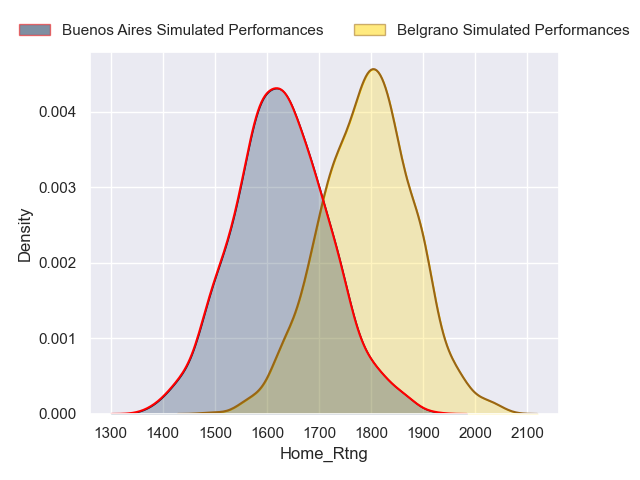 Buenos Aires Simulated Performances Belgrano Simulated Performances
0.004
0.003
0.002
0.001
0.000
Density
1300 1400 1500 1600 1700 1800 1900 2000 2100
Home_Rtng